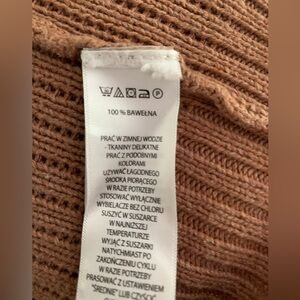 100 % BAWEŁNA
PRAĆ W ZIMNEJ WODZIE
- TKANINY DELIKATNE
PRAĆ Z PODOBNYMI
KOLORAMI
UŻYWAĆ ŁAGODNEGO
ŚRODKA PIORĄCEGO
W RAZIE POTRZEBY
STOSOWAĆ WYŁĄCZNIE
WYBIELACZE BEZ CHLORU
SUSZYĆ W SUSZARCE
W NAJNIŻSZEJ
TEMPERATURZE
WYJĄĆ Z SUSZARKI
NATYCHMIAST PO
ZAKOŃCZENIU CYKLU
W RAZIE POTRZEBY
PRASOWAĆ Z USTAWIENIEM
"ŚREDNIE" LUB CZYŚCIĆ